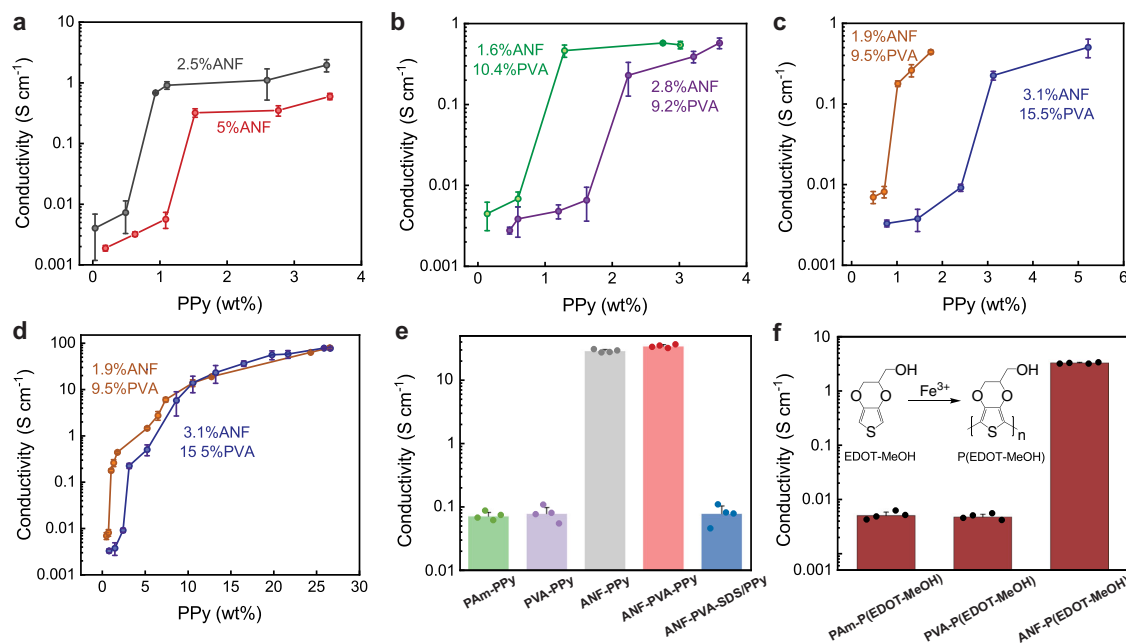 a
Conductivity (S cm⁻¹)
10
1
0.1
0.01
0.001
2.5%ANF
5%ANF
0
1
2
3
4
PPy (wt%)
b
Conductivity (S cm⁻¹)
1
0.1
0.01
0.001
1.6%ANF
10.4%PVA
2.8%ANF
9.2%PVA
0
1
2
3
4
PPy (wt%)
c
Conductivity (S cm⁻¹)
1
0.1
0.01
0.001
1.9%ANF
9.5%PVA
3.1%ANF
15.5%PVA
0
1
2
3
4
5
6
PPy (wt%)
d
Conductivity (S cm⁻¹)
100
10
1
0.1
0.01
0.001
1.9%ANF
9.5%PVA
3.1%ANF
15 5%PVA
0
5
10
15
20
25
30
PPy (wt%)
e
Conductivity (S cm⁻¹)
10
1
0.1
0.01
PAm-PPy
PVA-PPy
ANF-PPy
ANF-PVA-PPy
ANF-PVA-SDS/PPy
f
Conductivity (S cm⁻¹)
10
1
0.1
0.01
0.001
OH
O
O
S
EDOT-MeOH
Fe³⁺
OH
O
O
S
n
P(EDOT-MeOH)
PAm-P(EDOT-MeOH)
PVA-P(EDOT-MeOH)
ANF-P(EDOT-MeOH)